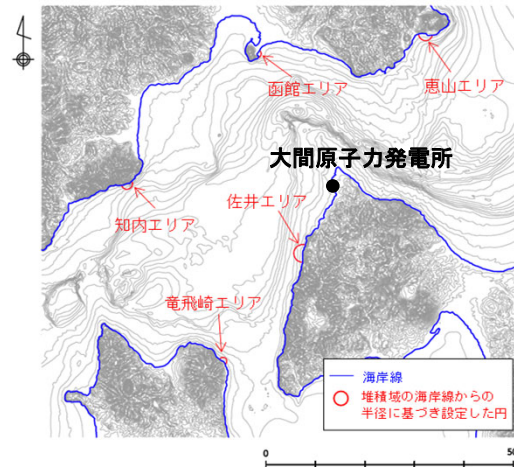 函館エリア
恵山エリア
大間原子力発電所
佐井エリア
知内エリア
竜飛崎エリア
海岸線
堆積域の海岸線からの
半径に基づき設定した円
0
50